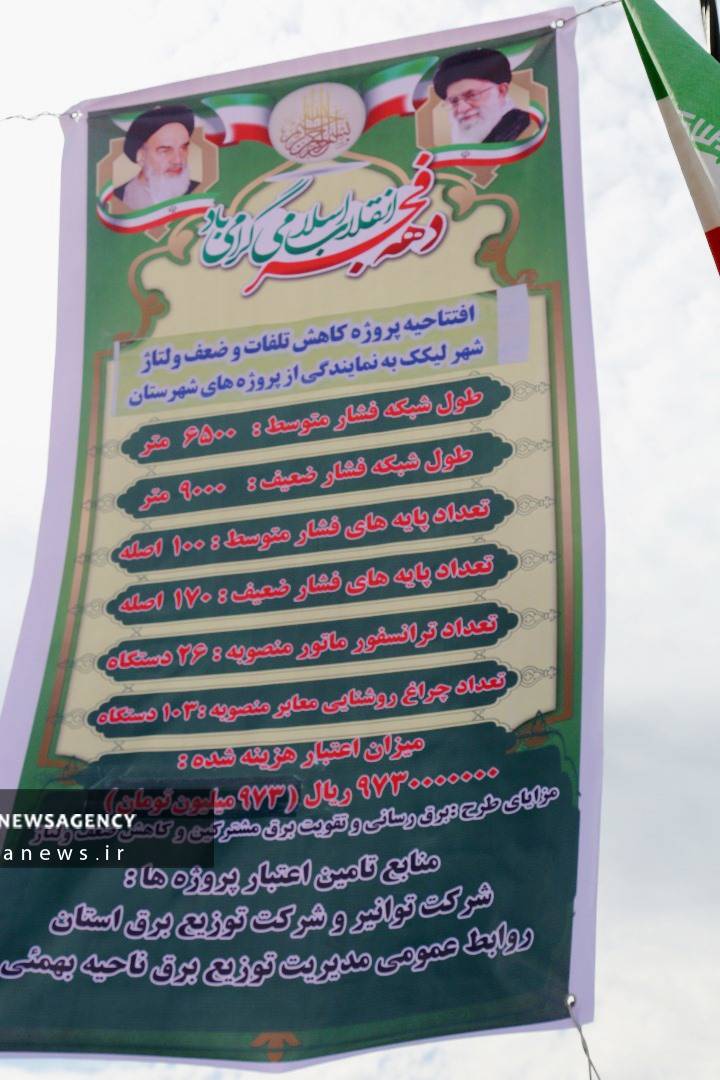 دهه فجر انقلاب اسلامی گرامی باد
افتتاحیه پروژه کاهش تلفات و ضعف ولتاژ
شهر لیکک به نمایندگی از پروژه های شهرستان
طول شبکه فشار متوسط : ۶۵۰۰ متر
طول شبکه فشار ضعیف : ۹۰۰۰ متر
تعداد پایه های فشار متوسط : ۱۰۰ اصله
تعداد پایه های فشار ضعیف : ۱۷۰ اصله
تعداد ترانسفور ماتور منصوبه : ۲۶ دستگاه
تعداد چراغ روشنایی معابر منصوبه :۱۰۳ دستگاه
میزان اعتبار هزینه شده :
۹۷۳۰۰۰۰۰۰۰ ریال (۹۷۳ میلیون تومان)
مزایای طرح :برق رسانی و تقویت برق مشترکین و کاهش ضعف ولتاژ
منابع تامین اعتبار پروژه ها :
شرکت توانیر و شرکت توزیع برق استان
روابط عمومی مدیریت توزیع برق ناحیه بهمئی
NEWSAGENCY
anews.ir